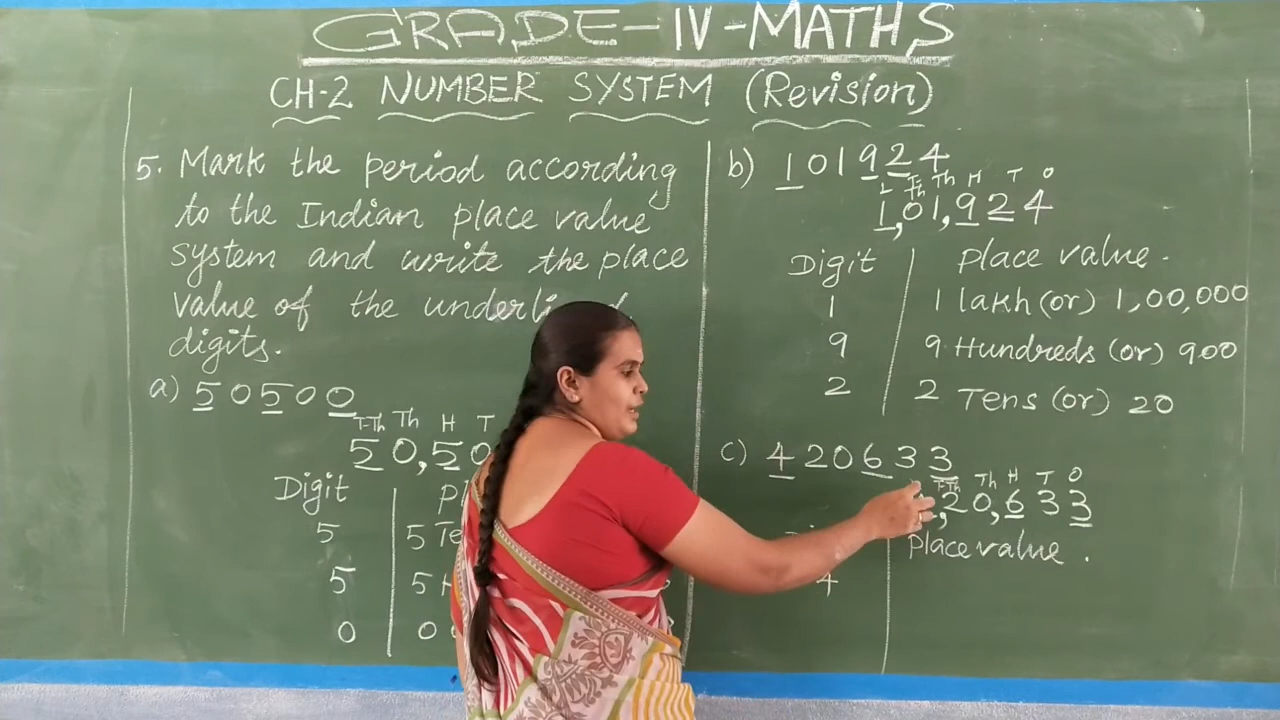 GRADE-IV-MATHS
CH-2 NUMBER SYSTEM (Revision)
5. Mark the period according
to the Indian place value
system and write the place
value of the
digits.
a) 50500
T-Th Th H T
50,50
Digit
5 5
5 5
0 0
b) 101924
L T-Th Th H T O
1,01,924
Digit Place value.
1 1 lakh (or) 1,00,000
9 9 Hundreds (or) 900
2 2 Tens (or) 20
c) 420633
T-Th Th H T O
,20,633
Place value.
4